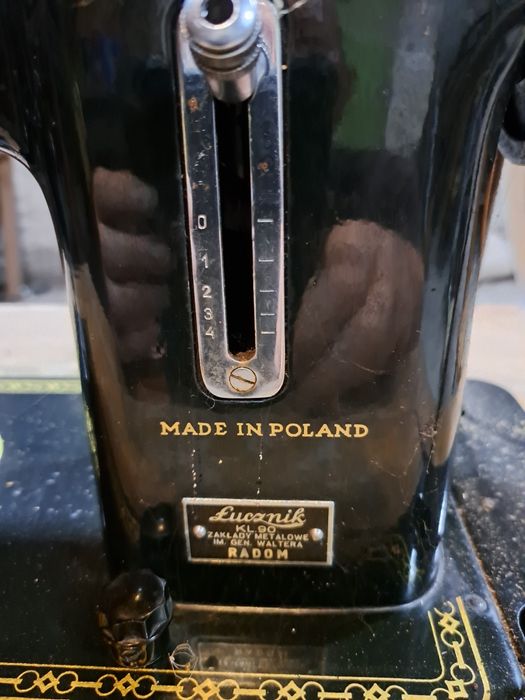 0
1
2
3
4
MADE IN POLAND
Łucznik
KL.90
ZAKŁADY METALOWE
IM. GEN. WALTERA
RADOM